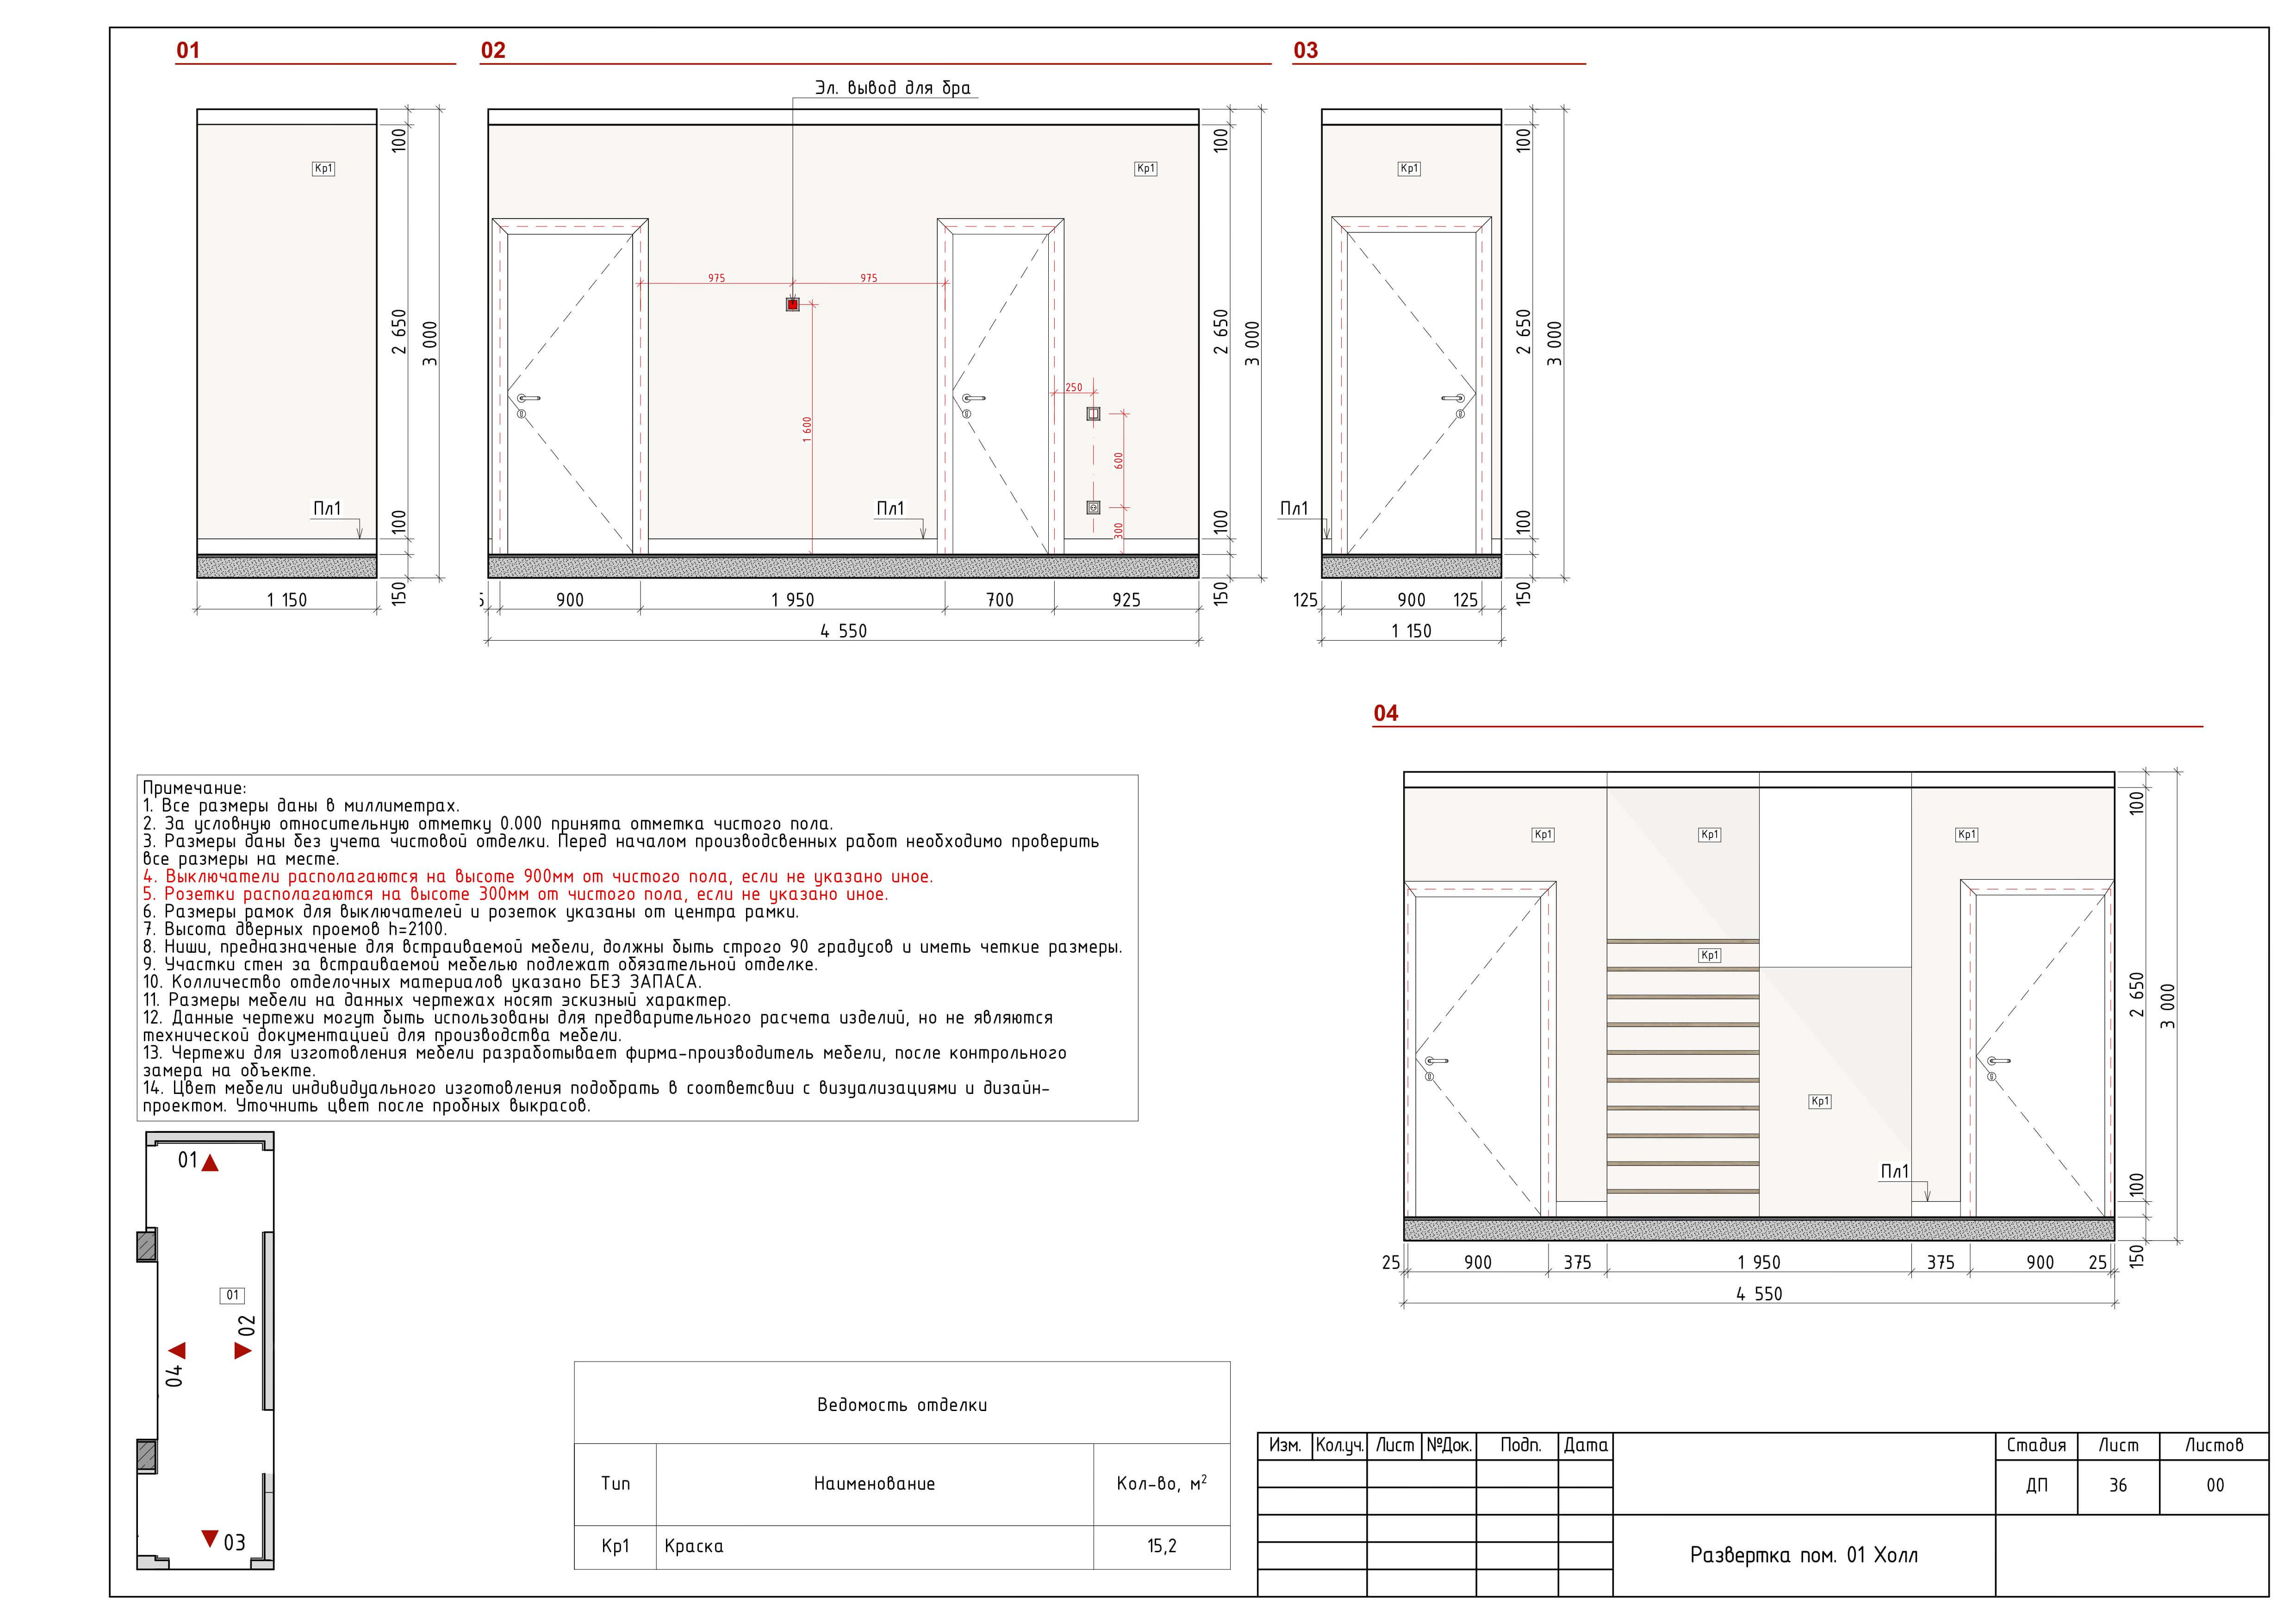 01
02
03
Эл. вывод для бра
Кр1
Кр1
Кр1
975
975
1 600
250
600
300
Пл1
Пл1
Пл1
100
2 650
3 000
100
150
100
2 650
3 000
100
150
100
2 650
3 000
100
150
1 150
900
1 950
700
925
4 550
125
900
125
1 150
04
Кр1
Кр1
Кр1
Кр1
Кр1
Пл1
100
2 650
3 000
100
150
25
900
375
1 950
375
900
25
4 550
Примечание:
1. Все размеры даны в миллиметрах.
2. За условную относительную отметку 0.000 принята отметка чистого пола.
3. Размеры даны без учета чистовой отделки. Перед началом производсвенных работ необходимо проверить
все размеры на месте.
4. Выключатели располагаются на высоте 900мм от чистого пола, если не указано иное.
5. Розетки располагаются на высоте 300мм от чистого пола, если не указано иное.
6. Размеры рамок для выключателей и розеток указаны от центра рамки.
7. Высота дверных проемов h=2100.
8. Ниши, предназначеные для встраиваемой мебели, должны быть строго 90 градусов и иметь четкие размеры.
9. Участки стен за встраиваемой мебелью подлежат обязательной отделке.
10. Колличество отделочных материалов указано БЕЗ ЗАПАСА.
11. Размеры мебели на данных чертежах носят эскизный характер.
12. Данные чертежи могут быть использованы для предварительного расчета изделий, но не являются
технической документацией для производства мебели.
13. Чертежи для изготовления мебели разработывает фирма-производитель мебели, после контрольного
замера на объекте.
14. Цвет мебели индивидуального изготовления подобрать в соответсвии с визуализациями и дизайн-
проектом. Уточнить цвет после пробных выкрасов.
01
01
02
04
03
Ведомость отделки
Тип Наименование Кол-во, м²
Кр1 Краска 15,2
Изм. Кол.уч. Лист №Док. Подп. Дата
Стадия Лист Листов
ДП 36 00
Развертка пом. 01 Холл